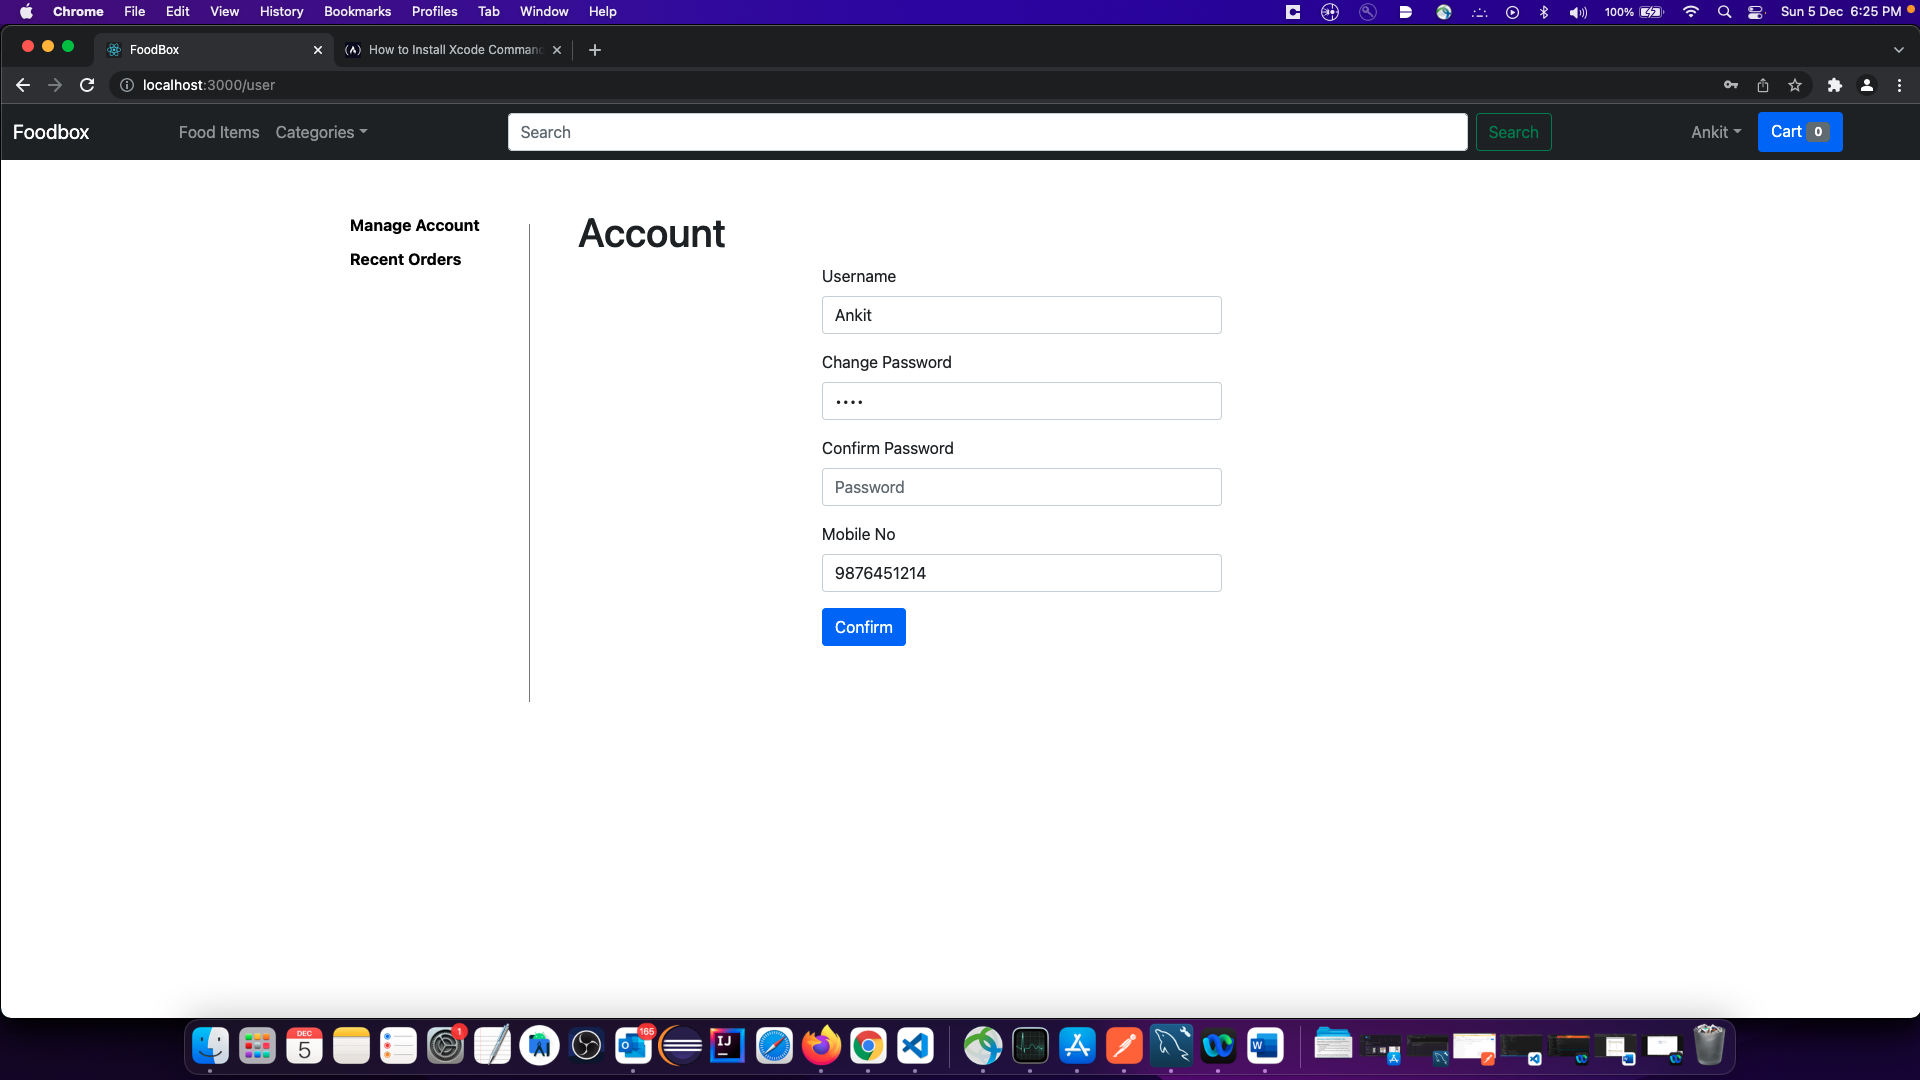 Chrome File Edit View History Bookmarks Profiles Tab Window Help 100% Sun 5 Dec 6:25 PM
FoodBox How to Install Xcode Comman
localhost:3000/user
Foodbox Food Items Categories Search Search Ankit Cart 0
Manage Account
Recent Orders
Account
Username
Ankit
Change Password
••••
Confirm Password
Password
Mobile No
9876451214
Confirm
DEC
5
1
165
IJ
W